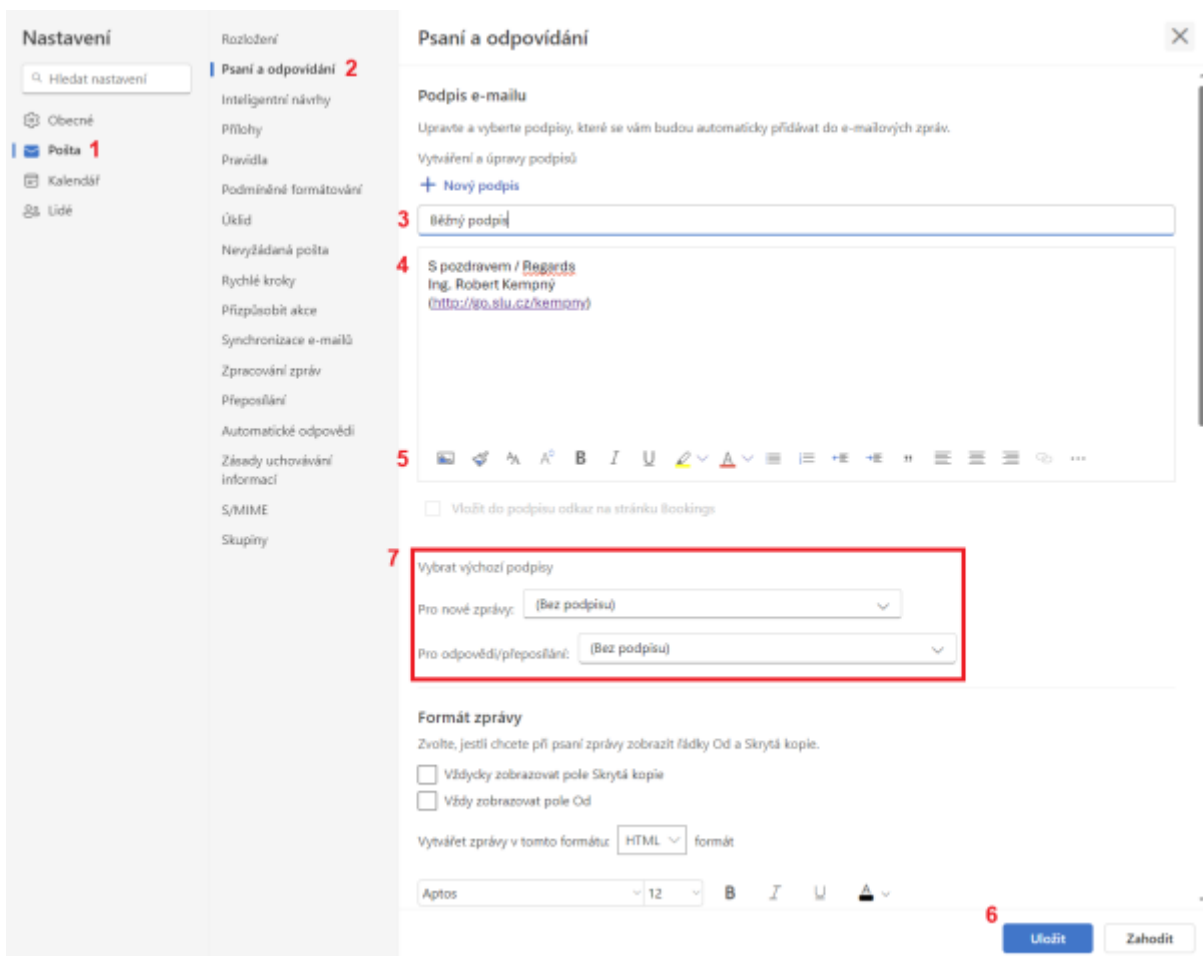 Nastavení
Hledat nastavení
Obecné
Pošta 1
Kalendář
Lidé
Rozložení
Psaní a odpovídání 2
Inteligentní návrhy
Přílohy
Pravidla
Podmíněné formátování
Úklid
Nevyžádaná pošta
Rychlé kroky
Přizpůsobit akce
Synchronizace e-mailů
Zpracování zpráv
Přeposílání
Automatické odpovědi
Zásady uchovávání
informací
S/MIME
Skupiny
Psaní a odpovídání
Podpis e-mailu
Upravte a vyberte podpisy, které se vám budou automaticky přidávat do e-mailových zpráv.
Vytváření a úpravy podpisů
+ Nový podpis
3 Běžný podpis
4 S pozdravem / Regards
Ing. Robert Kempný
(http://go.slu.cz/kempny)
5 B I U A
Vložit do podpisu odkaz na stránku Bookings
7 Vybrat výchozí podpisy
Pro nové zprávy: (Bez podpisu)
Pro odpovědi/přeposílání: (Bez podpisu)
Formát zprávy
Zvolte, jestli chcete při psaní zprávy zobrazit řádky Od a Skrytá kopie.
Vždycky zobrazovat pole Skrytá kopie
Vždy zobrazovat pole Od
Vytvářet zprávy v tomto formátu: HTML formát
Aptos 12 B I U A
6 Uložit Zahodit